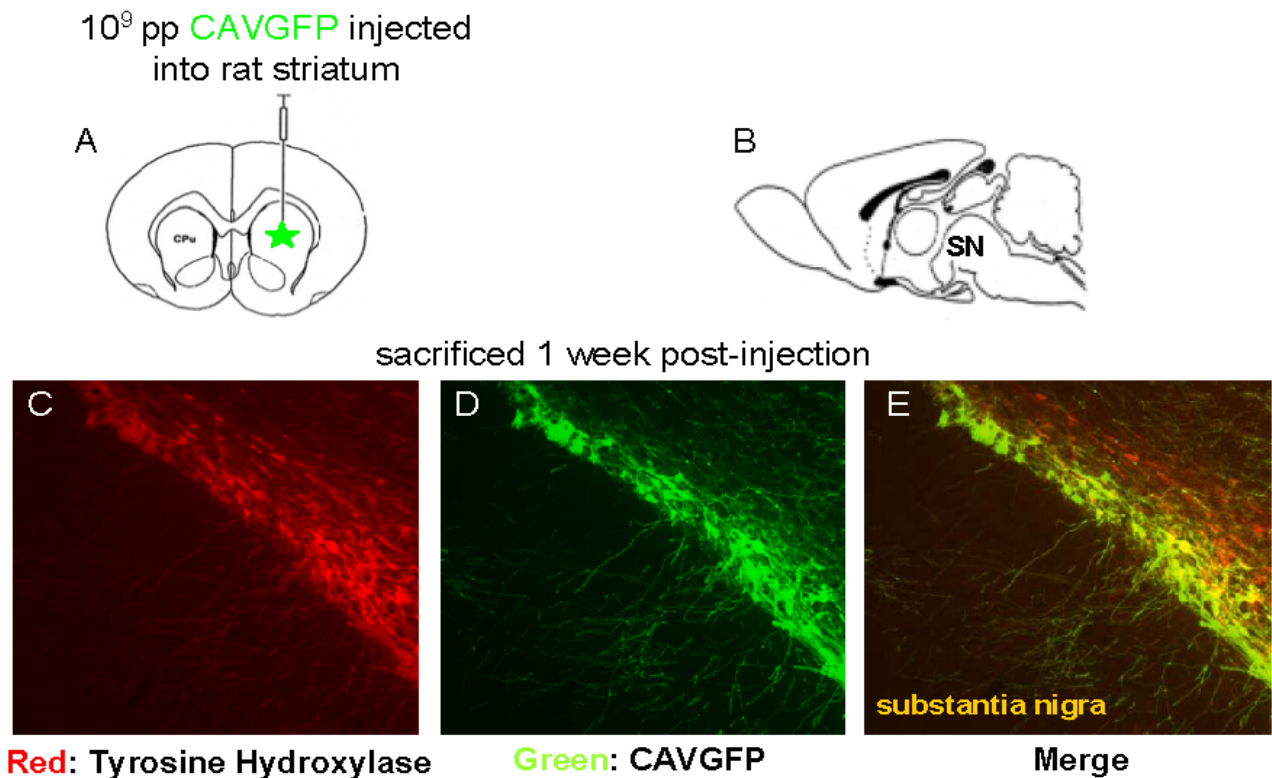 10⁹ pp CAVGFP injected
into rat striatum
A
B
CPu
SN
sacrificed 1 week post-injection
C
D
E
substantia nigra
Red: Tyrosine Hydroxylase
Green: CAVGFP
Merge